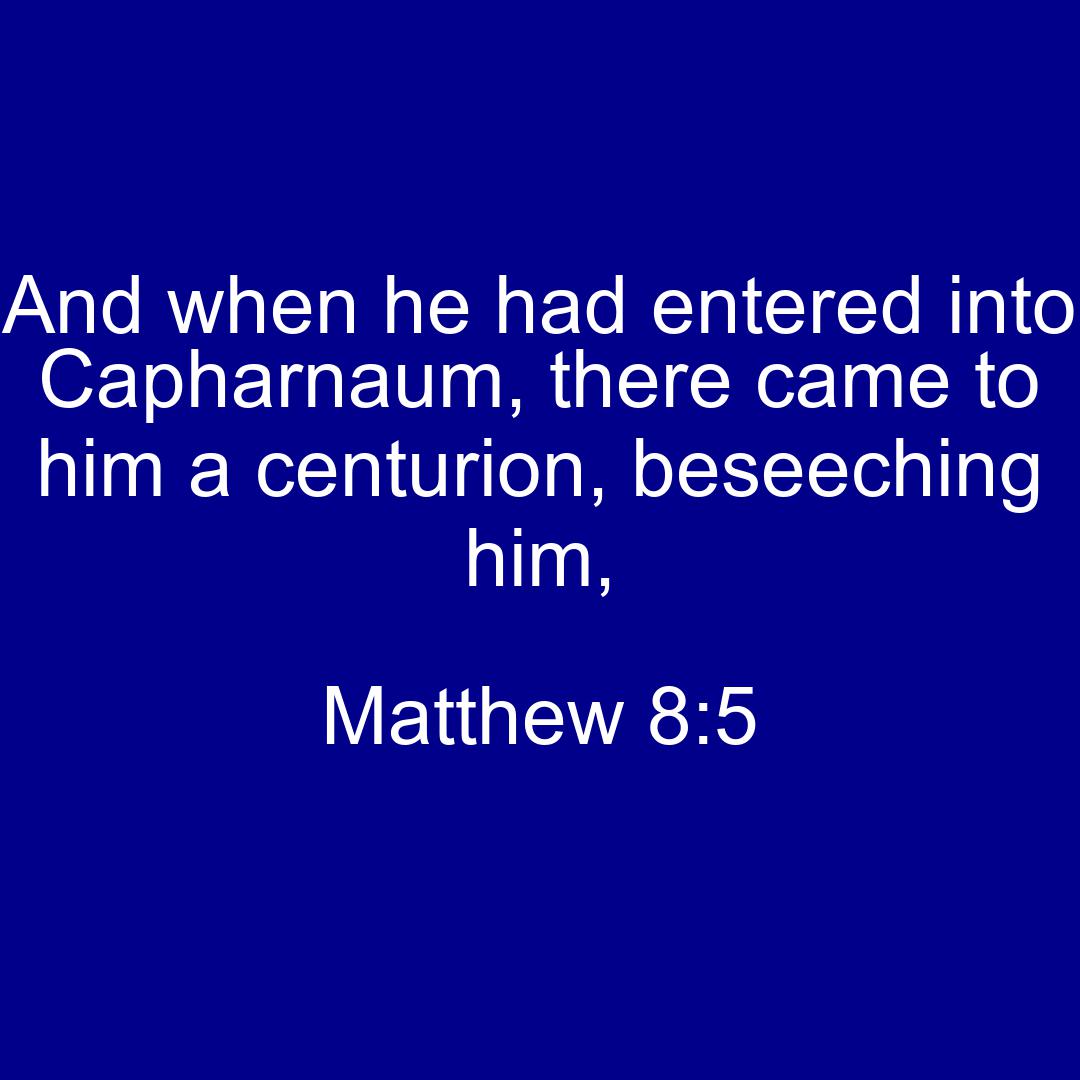 And when he had entered into
Capharnaum, there came to
him a centurion, beseeching
him,
Matthew 8:5